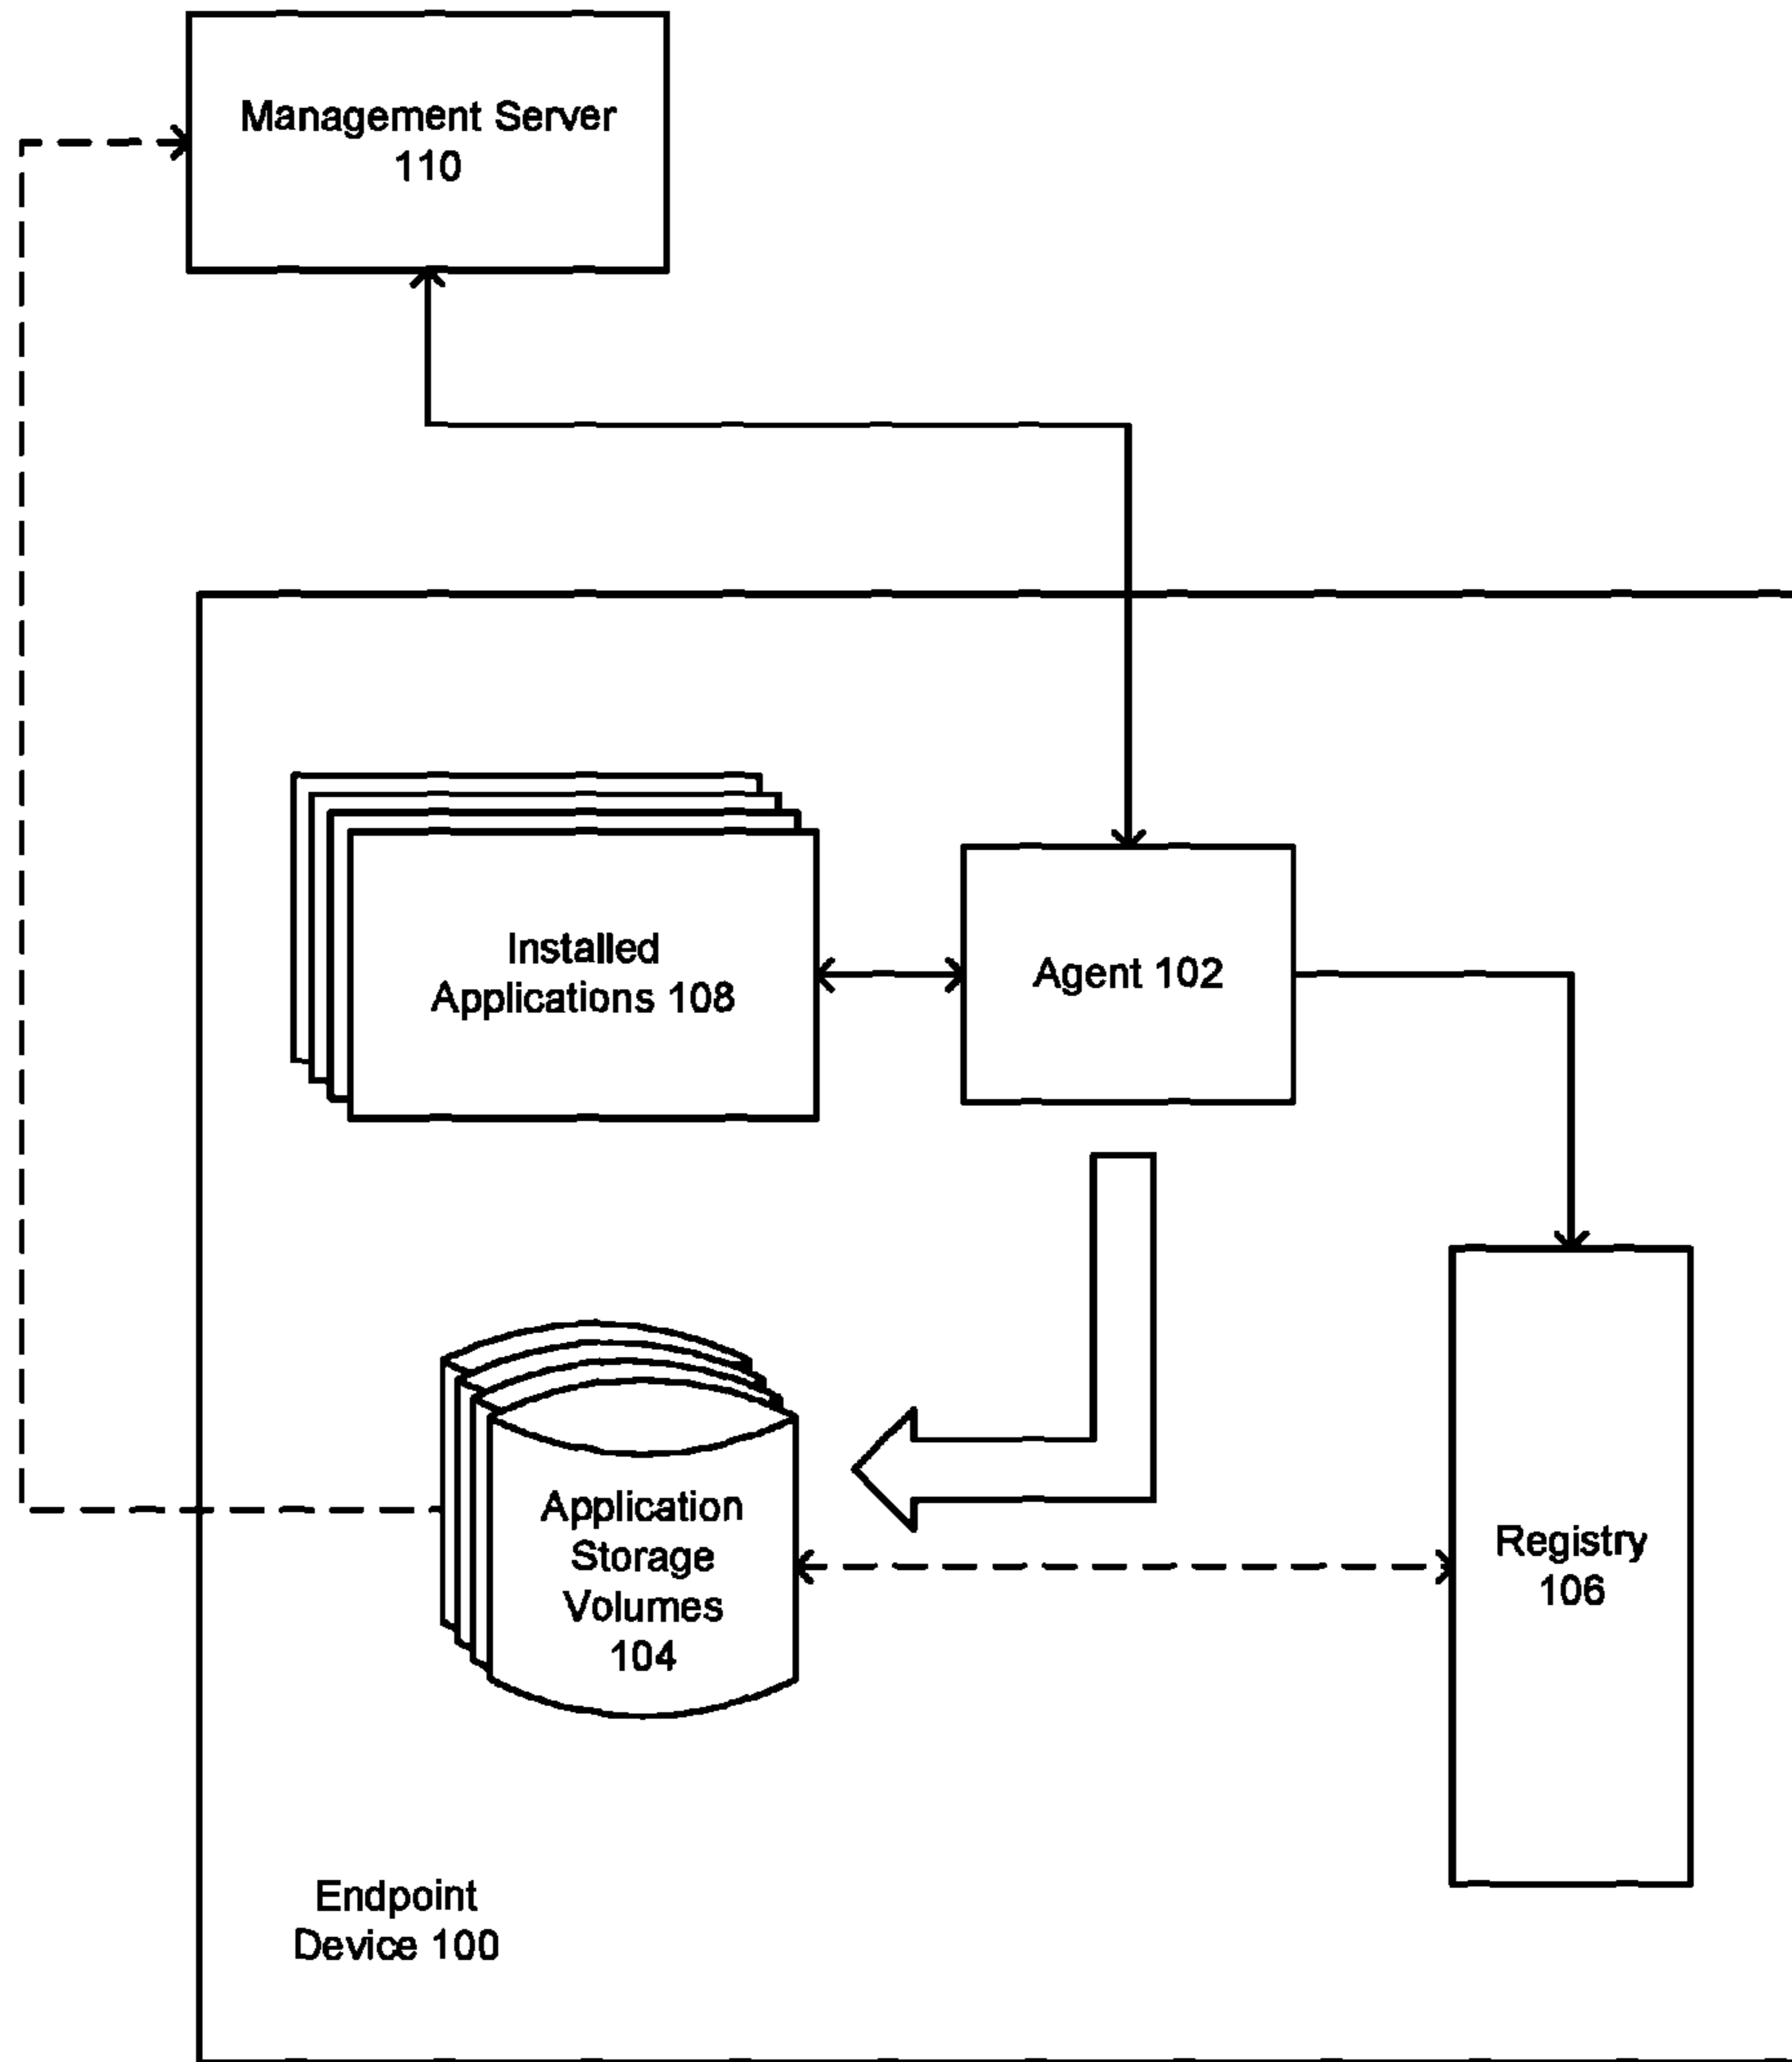 Management Server
110
Installed
Applications 108
Agent 102
Application
Storage
Volumes
104
Registry
106
Endpoint
Device 100